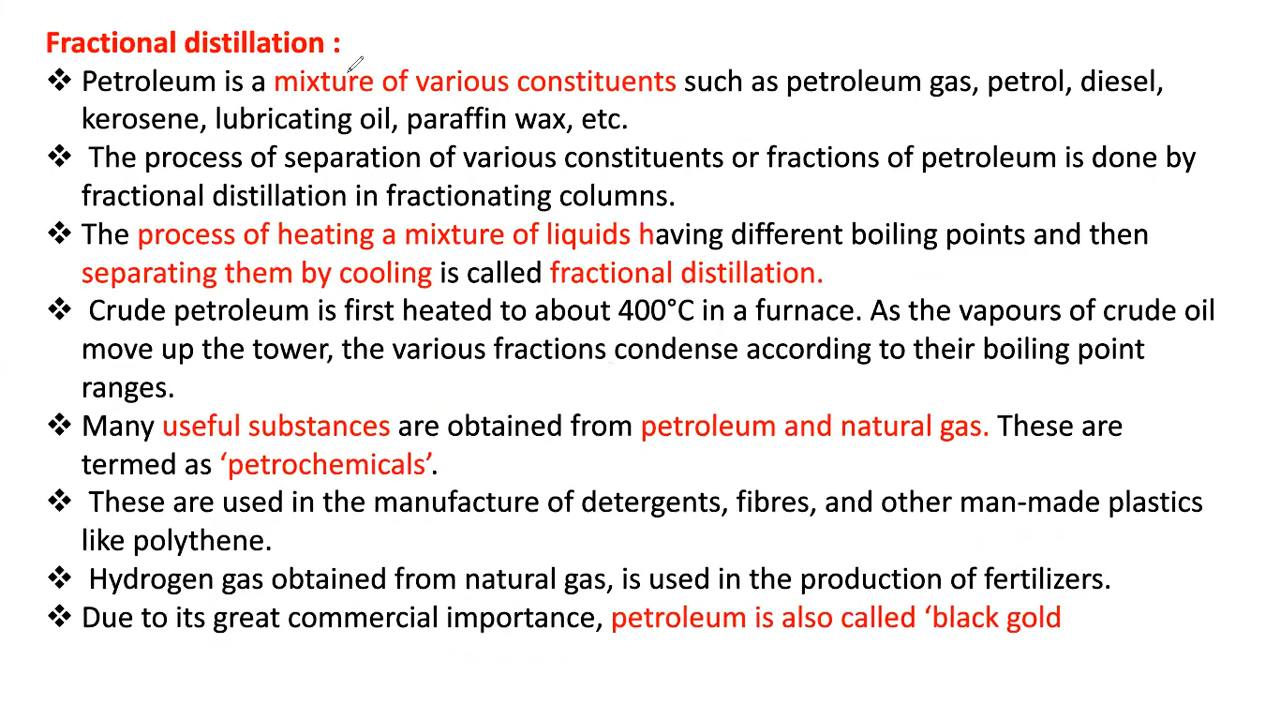 Fractional distillation :
❖ Petroleum is a mixture of various constituents such as petroleum gas, petrol, diesel,
kerosene, lubricating oil, paraffin wax, etc.
❖ The process of separation of various constituents or fractions of petroleum is done by
fractional distillation in fractionating columns.
❖ The process of heating a mixture of liquids having different boiling points and then
separating them by cooling is called fractional distillation.
❖ Crude petroleum is first heated to about 400°C in a furnace. As the vapours of crude oil
move up the tower, the various fractions condense according to their boiling point
ranges.
❖ Many useful substances are obtained from petroleum and natural gas. These are
termed as ‘petrochemicals’.
❖ These are used in the manufacture of detergents, fibres, and other man-made plastics
like polythene.
❖ Hydrogen gas obtained from natural gas, is used in the production of fertilizers.
❖ Due to its great commercial importance, petroleum is also called ‘black gold